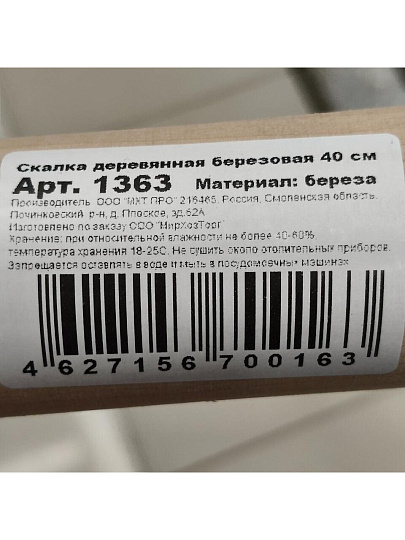 Скалка деревянная березовая 40 см
Арт. 1363 Материал: береза
Производитель: ООО "МХТ ПРО" 216465, Россия, Смоленская область,
Починковский р-н, д. Плоское, зд.62А
Изготовлено по заказу ООО "МирХозТорг"
Хранение: при относительной влажности не более 40-60%
температура хранения 18-25С. Не сушить около отопительных приборов.
Запрещается оставлять в воде и мыть в посудомоечных машинах
4 627156 700163